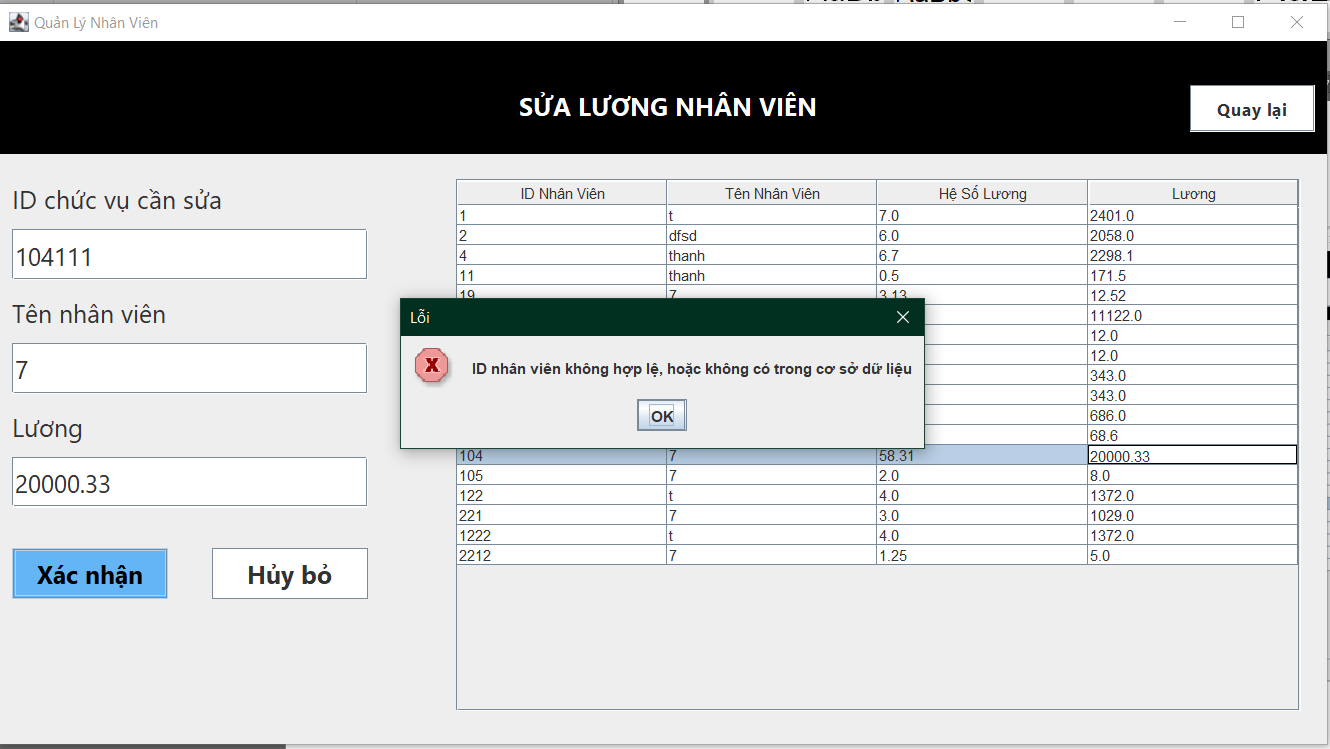 Quản Lý Nhân Viên
SỬA LƯƠNG NHÂN VIÊN
Quay lại
ID chức vụ cần sửa
104111
Tên nhân viên
7
Lương
20000.33
Xác nhận Hủy bỏ
ID Nhân Viên Tên Nhân Viên Hệ Số Lương Lương
1 t 7.0 2401.0
2 dfsd 6.0 2058.0
4 thanh 6.7 2298.1
11 thanh 0.5 171.5
19 7 3.13 12.52
11122.0
12.0
12.0
343.0
343.0
686.0
68.6
104 7 58.31 20000.33
105 7 2.0 8.0
122 t 4.0 1372.0
221 7 3.0 1029.0
1222 t 4.0 1372.0
2212 7 1.25 5.0
Lỗi
ID nhân viên không hợp lệ, hoặc không có trong cơ sở dữ liệu
OK